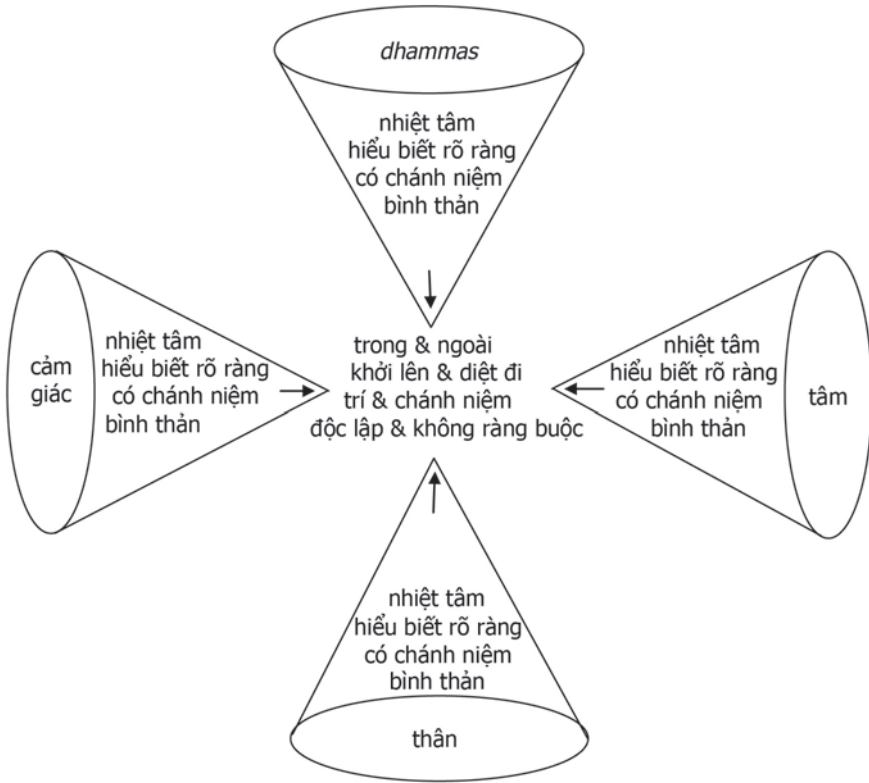 dhammas
nhiệt tâm
hiểu biết rõ ràng
có chánh niệm
bình thản
cảm
giác
nhiệt tâm
hiểu biết rõ ràng
có chánh niệm
bình thản
trong & ngoài
khởi lên & diệt đi
trí & chánh niệm
độc lập & không ràng buộc
nhiệt tâm
hiểu biết rõ ràng
có chánh niệm
bình thản
tâm
nhiệt tâm
hiểu biết rõ ràng
có chánh niệm
bình thản
thân